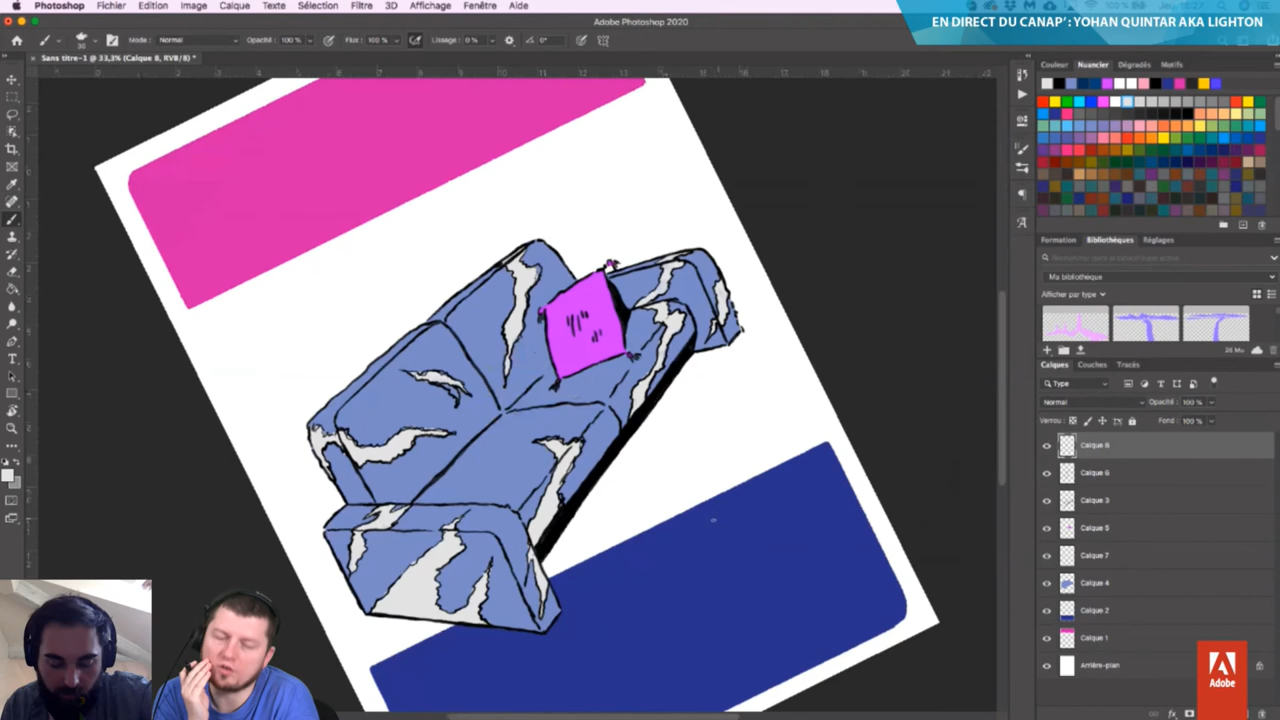 Photoshop Fichier Edition Image Calque Texte Sélection Filtre 3D Affichage Fenêtre Aide
EN DIRECT DU CANAP' : YOHAN QUINTAR AKA LIGHTON
Adobe Photoshop 2020
Mode : Normal Opacité : 100 % Flux : 100 % Lissage : 0 % 0°
Sans titre-1 @ 33,3% (Calque 8, RVB/8) *
Couleur Nuancier Dégradés Motifs
Formation Bibliothèques Réglages
Ma bibliothèque
Afficher par type
26 Mo
Calques Couches Tracés
Type
Normal Opacité : 100 %
Verrou : Fond : 100 %
Calque 8
Calque 6
Calque 3
Calque 5
Calque 7
Calque 4
Calque 2
Calque 1
Arrière-plan
Adobe